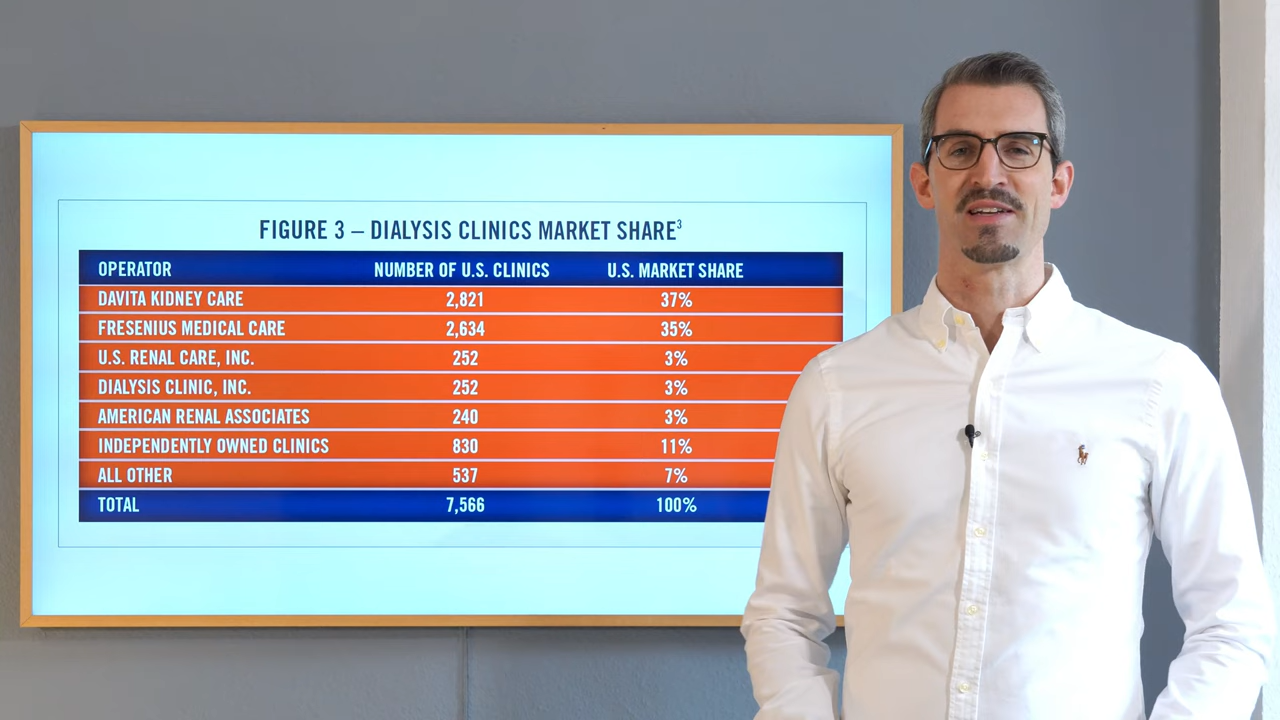 FIGURE 3 – DIALYSIS CLINICS MARKET SHARE3
OPERATOR NUMBER OF U.S. CLINICS U.S. MARKET SHARE
DAVITA KIDNEY CARE 2,821 37%
FRESENIUS MEDICAL CARE 2,634 35%
U.S. RENAL CARE, INC. 252 3%
DIALYSIS CLINIC, INC. 252 3%
AMERICAN RENAL ASSOCIATES 240 3%
INDEPENDENTLY OWNED CLINICS 830 11%
ALL OTHER 537 7%
TOTAL 7,566 100%